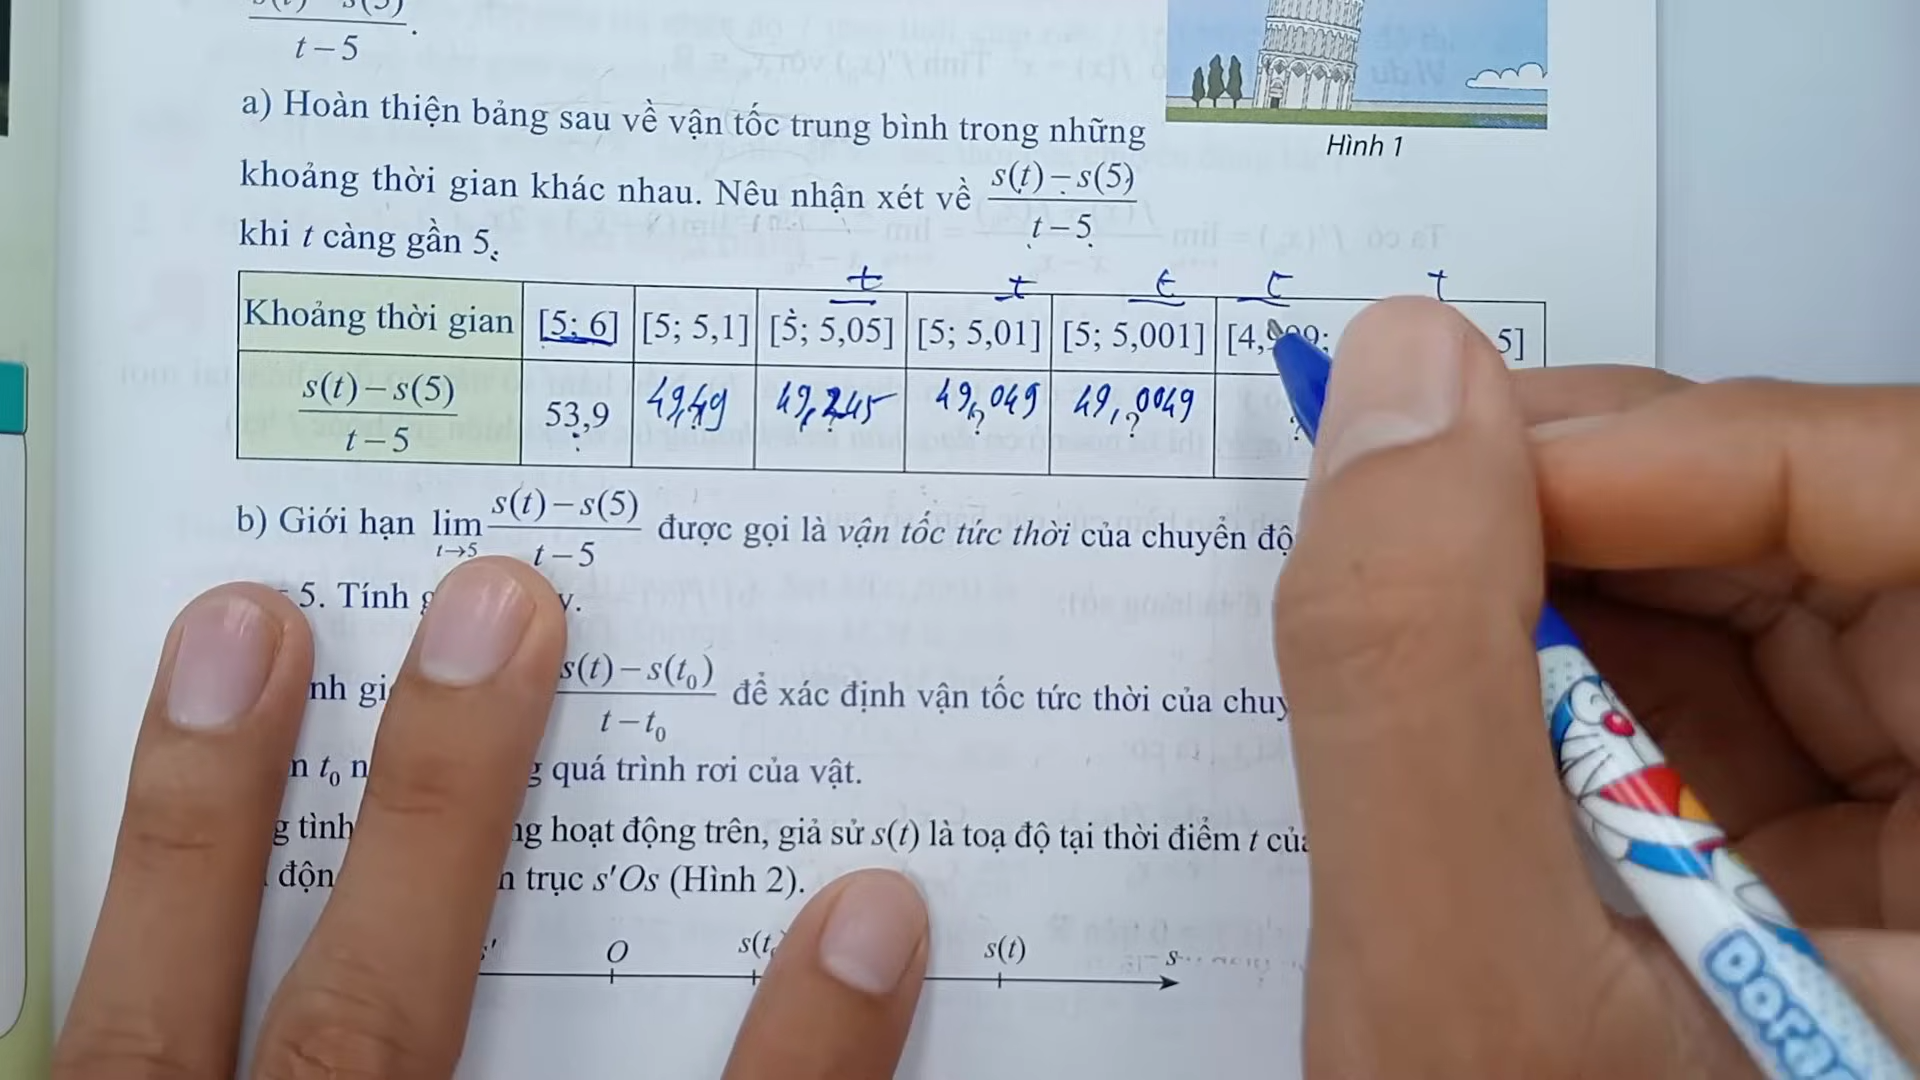 t – 5 .
Hình 1
a) Hoàn thiện bảng sau về vận tốc trung bình trong những
khoảng thời gian khác nhau. Nêu nhận xét về s(t) – s(5) / t – 5
khi t càng gần 5.
t t t t t
Khoảng thời gian [5; 6] [5; 5,1] [5; 5,05] [5; 5,01] [5; 5,001] [4,999; 5]
s(t) – s(5) / t – 5 53,9 49,49 49,245 49,049 49,0049 ?
b) Giới hạn lim t→5 s(t) – s(5) / t – 5 được gọi là vận tốc tức thời của chuyển độ
5. Tính
s(t) – s(t0) / t – t0 để xác định vận tốc tức thời của
t0 quá trình rơi của vật.
hoạt động trên, giả sử s(t) là toạ độ tại thời điểm t
trục s'Os (Hình 2).
s' O s(t s(t) s
Dora